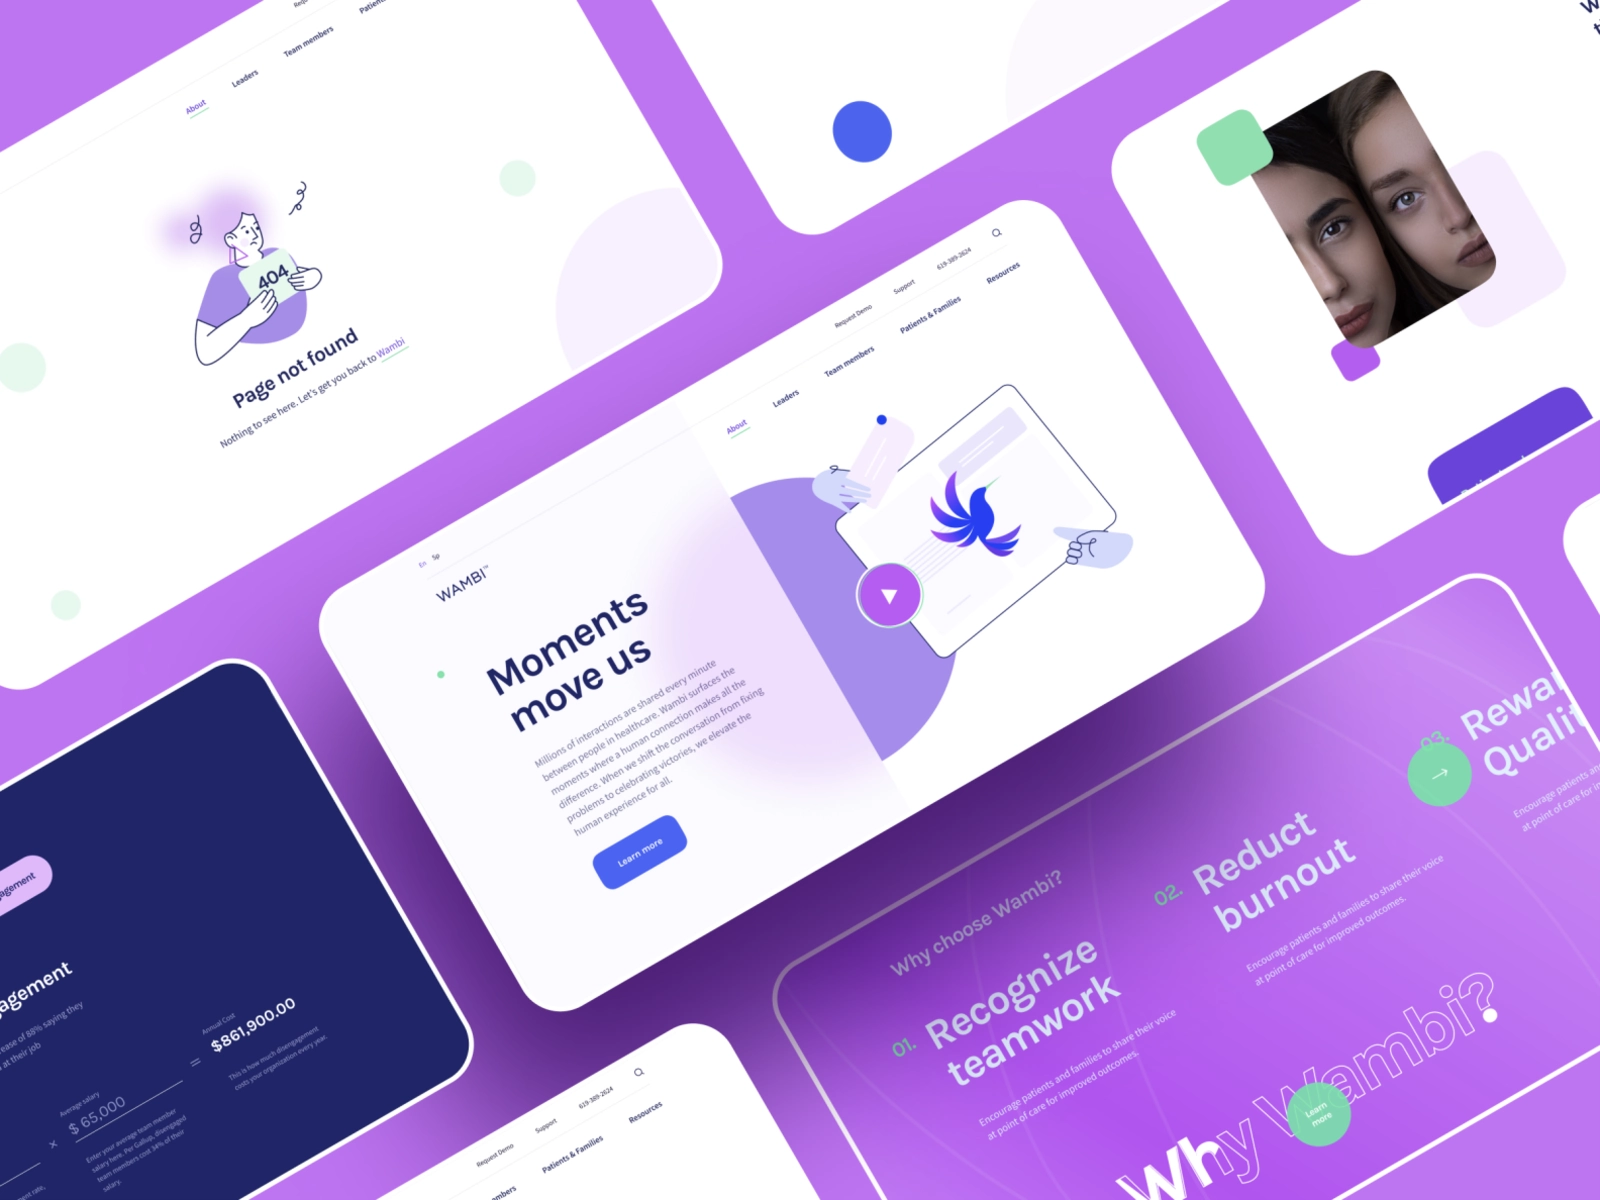 About
Leaders
Team members
404
Page not found
Nothing to see here. Let's get you back to Wambi
En Sp
Request Demo
Support
619-389-2624
WAMBI™
About
Leaders
Team members
Patients & Families
Resources
Moments
move us
Millions of interactions are shared every minute
between people in healthcare. Wambi surfaces the
moments where a human connection makes all the
difference. When we shift the conversation from fixing
problems to celebrating victories, we elevate the
human experience for all.
Learn more
$ 65,000
Average salary
Enter your average team member
salary here. Per Gallup, disengaged
team members cost 34% of their
salary.
×
=
Annual Cost
$861,900.00
This is how much disengagement
costs your organization every year.
of 88% saying they
at their job
Request Demo
Support
619-389-2624
Patients & Families
Resources
Why choose Wambi?
01.
Recognize
teamwork
Encourage patients and families to share their voice
at point of care for improved outcomes.
02.
Reduct
burnout
Encourage patients and families to share their voice
at point of care for improved outcomes.
03.
Encourage patients
at point of care for
Why Wambi?
Learn
more